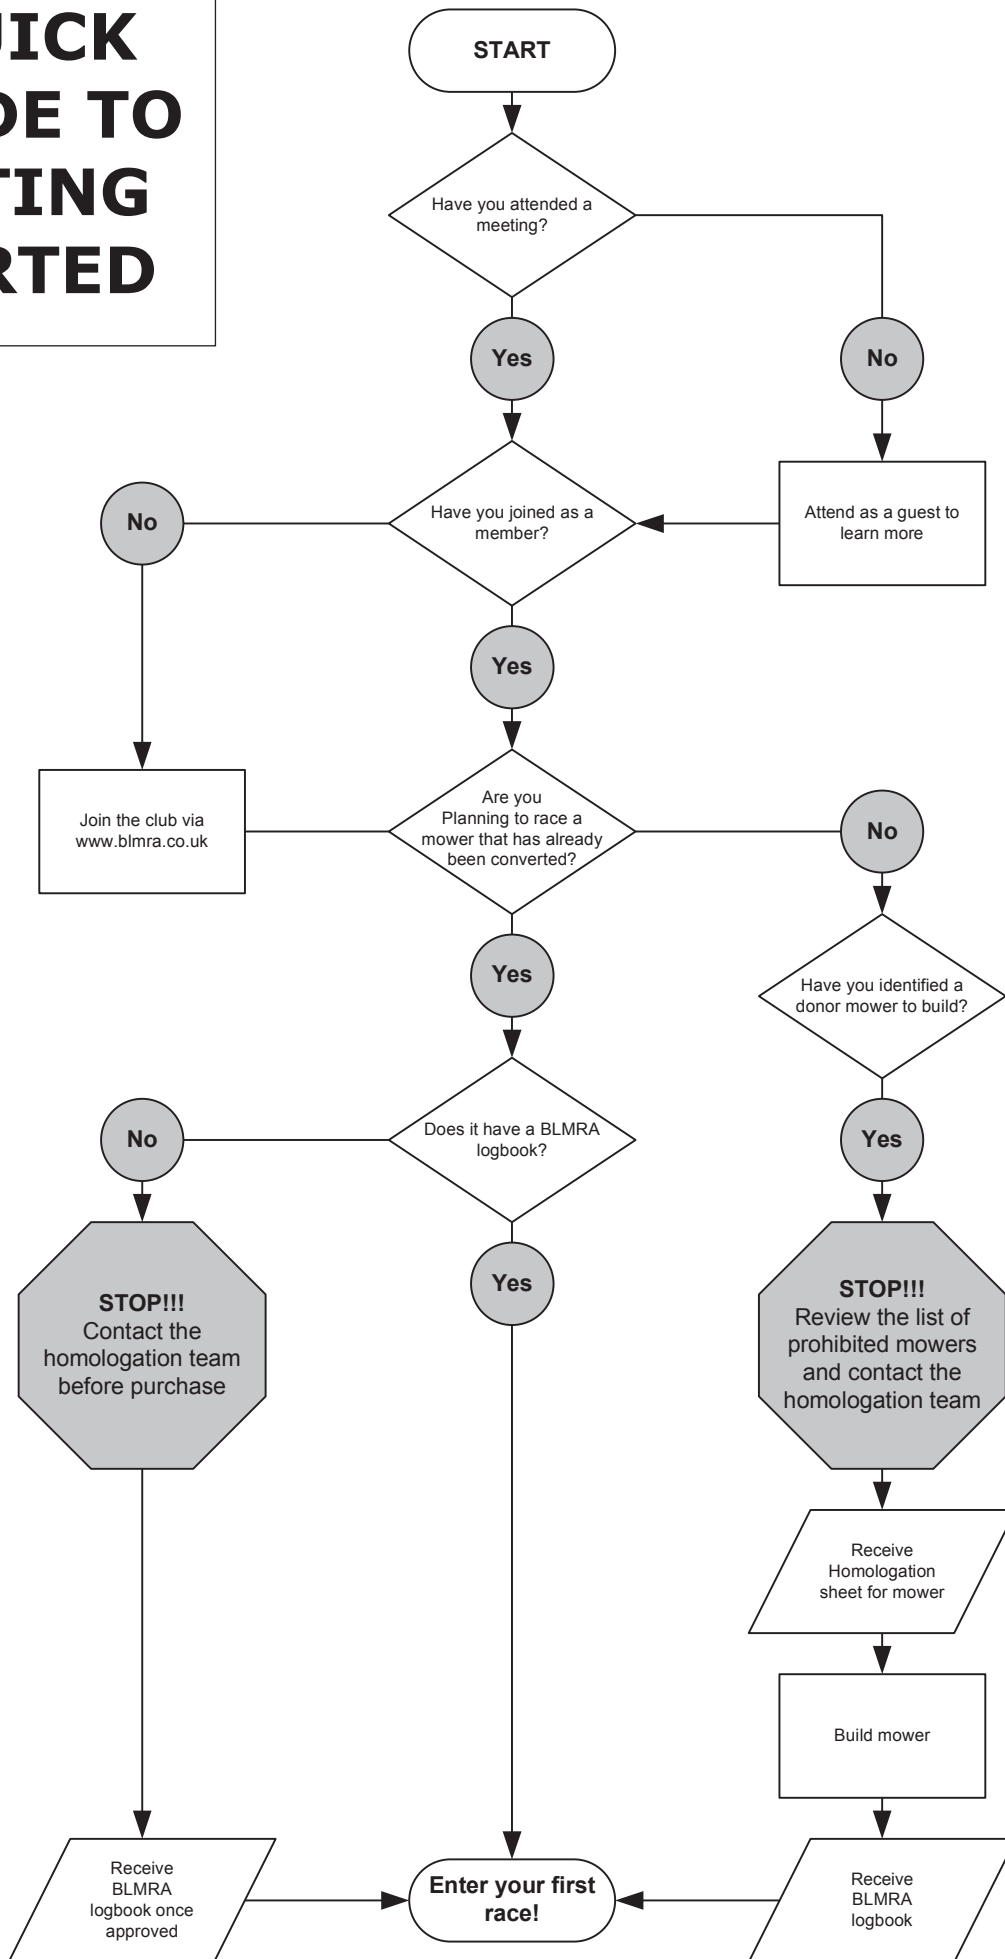 UICK
DE TO
TING
RTED
START
Have you attended a
meeting?
Yes
No
Have you joined as a
member?
No
Attend as a guest to
learn more
Yes
Join the club via
www.blmra.co.uk
Are you
Planning to race a
mower that has already
been converted?
No
Yes
Have you identified a
donor mower to build?
Does it have a BLMRA
logbook?
No
Yes
Yes
STOP!!!
Contact the
homologation team
before purchase
STOP!!!
Review the list of
prohibited mowers
and contact the
homologation team
Receive
Homologation
sheet for mower
Build mower
Receive
BLMRA
logbook once
approved
Enter your first
race!
Receive
BLMRA
logbook